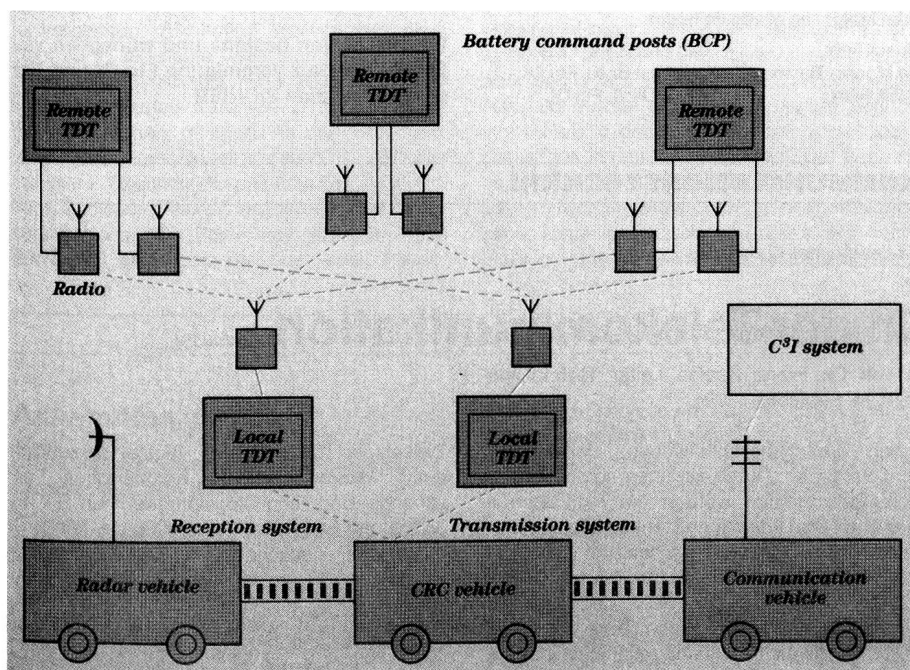 Battery command posts (BCP)
Remote
TDT
Remote
TDT
Remote
TDT
Radio
C³I system
Local
TDT
Local
TDT
Reception system
Transmission system
Radar vehicle
CRC vehicle
Communication
vehicle